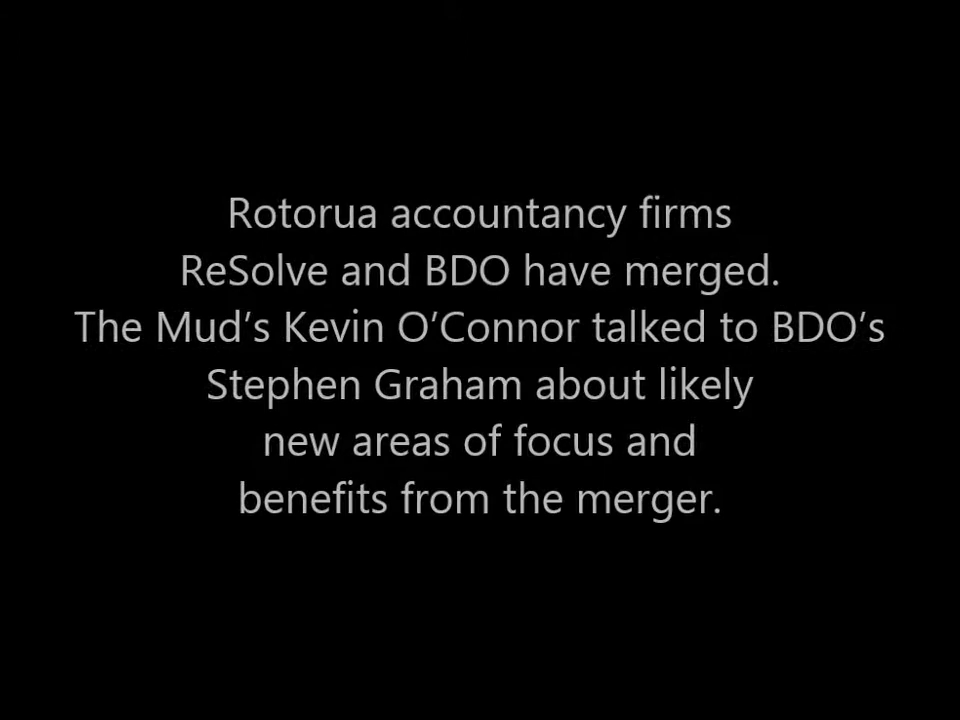 Rotorua accountancy firms
ReSolve and BDO have merged.
The Mud’s Kevin O’Connor talked to BDO’s
Stephen Graham about likely
new areas of focus and
benefits from the merger.